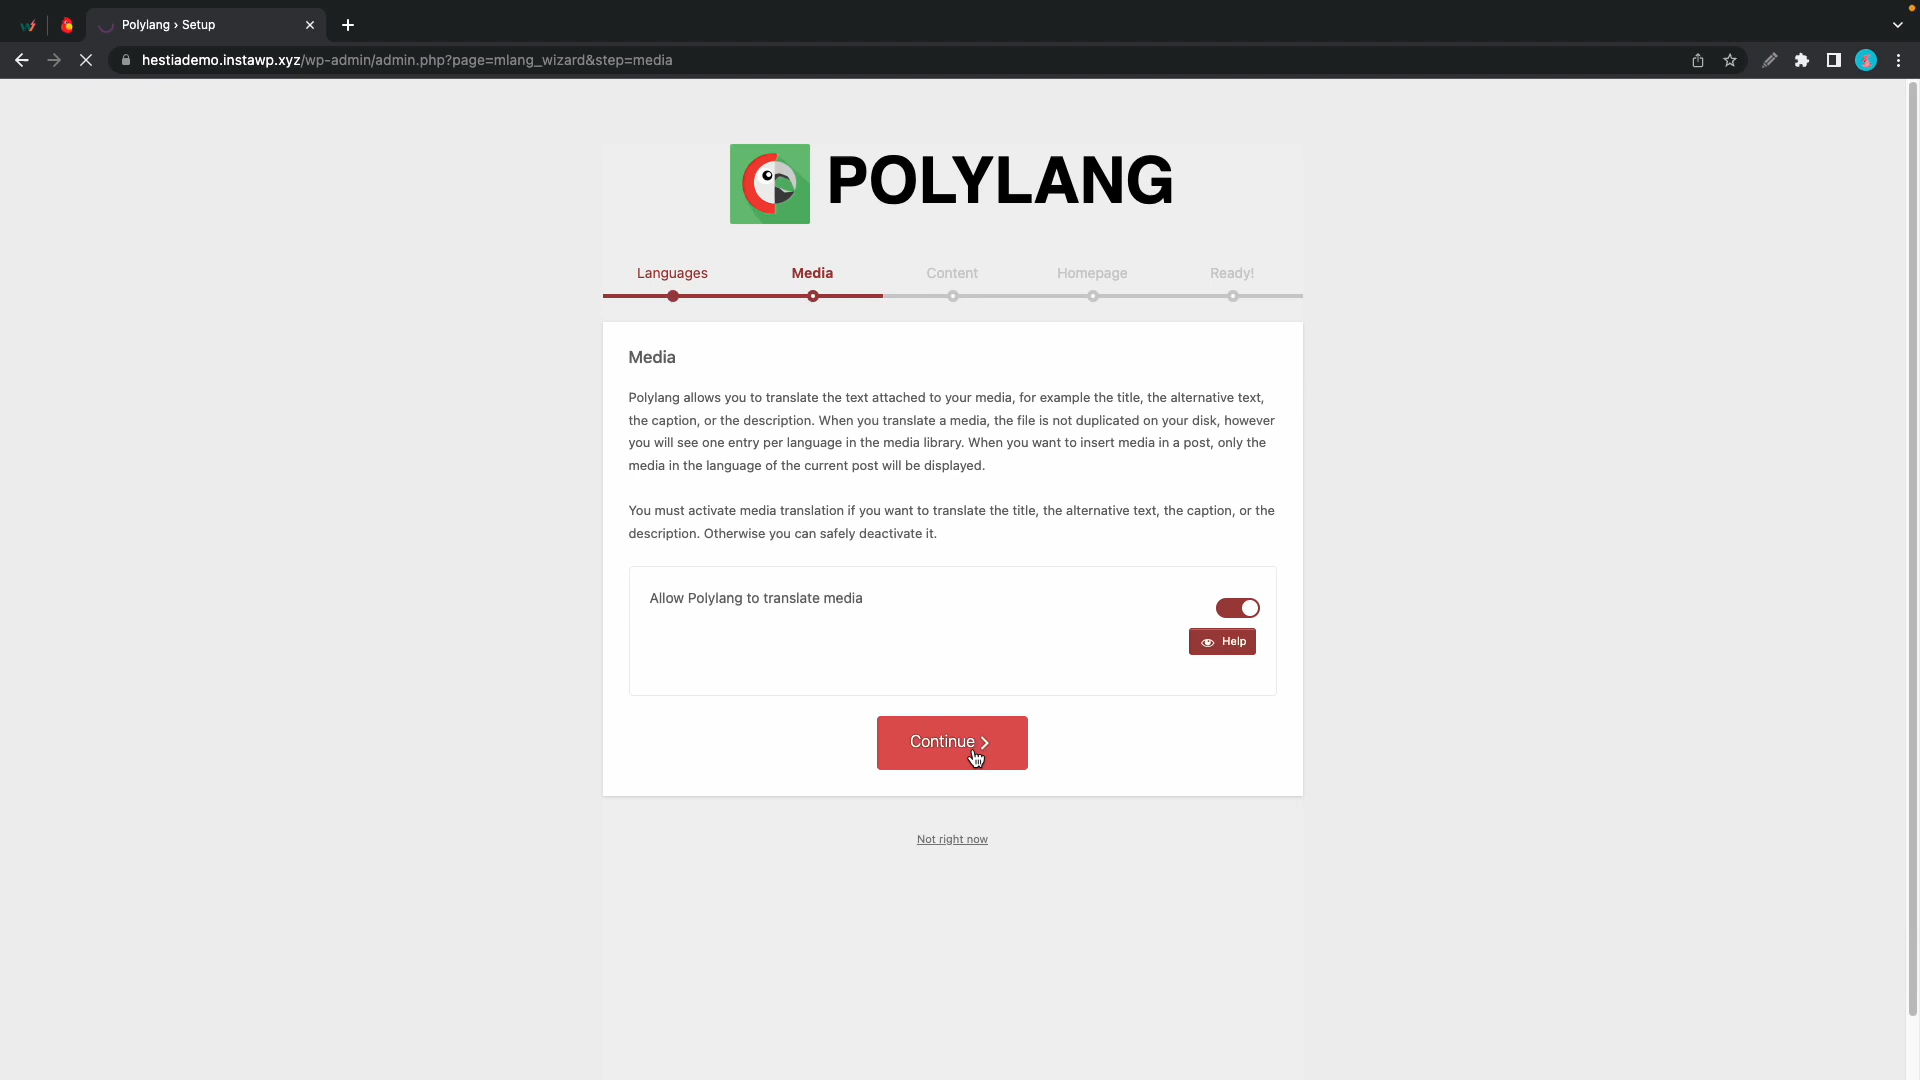 Polylang › Setup
hestiademo.instawp.xyz/wp-admin/admin.php?page=mlang_wizard&step=media
POLYLANG
Languages Media Content Homepage Ready!
Media
Polylang allows you to translate the text attached to your media, for example the title, the alternative text,
the caption, or the description. When you translate a media, the file is not duplicated on your disk, however
you will see one entry per language in the media library. When you want to insert media in a post, only the
media in the language of the current post will be displayed.
You must activate media translation if you want to translate the title, the alternative text, the caption, or the
description. Otherwise you can safely deactivate it.
Allow Polylang to translate media
Help
Continue
Not right now